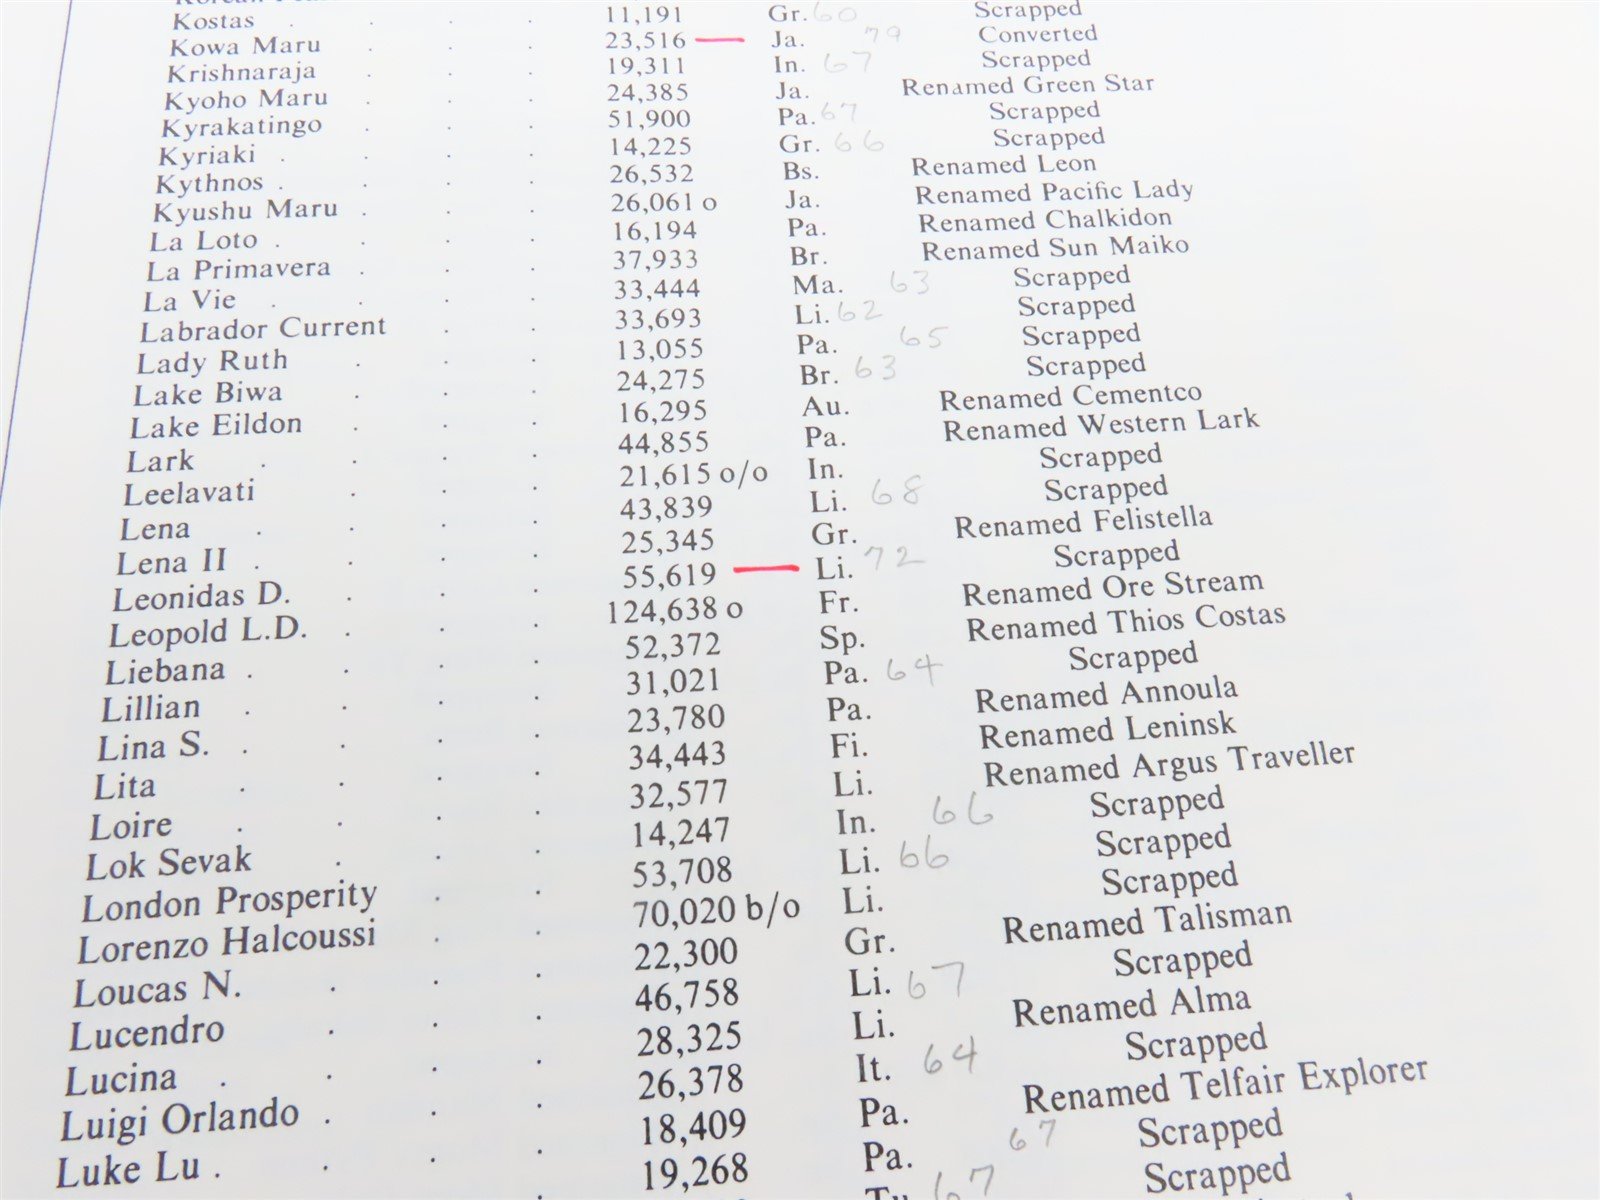 Kostas . . . 11,191 Gr. 60 Scrapped
Kowa Maru . . . 23,516 — Ja. 79 Converted
Krishnaraja . . . 19,311 In. 67 Scrapped
Kyoho Maru . . . 24,385 Ja. Renamed Green Star
Kyrakatingo . . . 51,900 Pa. 67 Scrapped
Kyriaki . . . . 14,225 Gr. 66 Scrapped
Kythnos . . . . 26,532 Bs. Renamed Leon
Kyushu Maru . . . 26,061 o Ja. Renamed Pacific Lady
La Loto . . . . 16,194 Pa. Renamed Chalkidon
La Primavera . . . 37,933 Br. Renamed Sun Maiko
La Vie . . . . 33,444 Ma. 63 Scrapped
Labrador Current . . 33,693 Li. 62 Scrapped
Lady Ruth . . . 13,055 Pa. 65 Scrapped
Lake Biwa . . . 24,275 Br. 63 Scrapped
Lake Eildon . . . 16,295 Au. Renamed Cementco
Lark . . . . 44,855 Pa. Renamed Western Lark
Leelavati . . . 21,615 o/o In. Scrapped
Lena . . . . 43,839 Li. 68 Scrapped
Lena II . . . . 25,345 Gr. Renamed Felistella
Leonidas D. . . . 55,619 — Li. 72 Scrapped
Leopold L.D. . . . 124,638 o Fr. Renamed Ore Stream
Liebana . . . . 52,372 Sp. Renamed Thios Costas
Lillian . . . . 31,021 Pa. 64 Scrapped
Lina S. . . . . 23,780 Pa. Renamed Annoula
Lita . . . . 34,443 Fi. Renamed Leninsk
Loire . . . . 32,577 Li. Renamed Argus Traveller
Lok Sevak . . . 14,247 In. 66 Scrapped
London Prosperity . . 53,708 Li. 66 Scrapped
Lorenzo Halcoussi . . 70,020 b/o Li. Scrapped
Loucas N. . . . 22,300 Gr. Renamed Talisman
Lucendro . . . 46,758 Li. 67 Scrapped
Lucina . . . . 28,325 Li. Renamed Alma
Luigi Orlando . . . 26,378 It. 64 Scrapped
Luke Lu . . . . 18,409 Pa. Renamed Telfair Explorer
19,268 Pa. 67 Scrapped
67 Scrapped